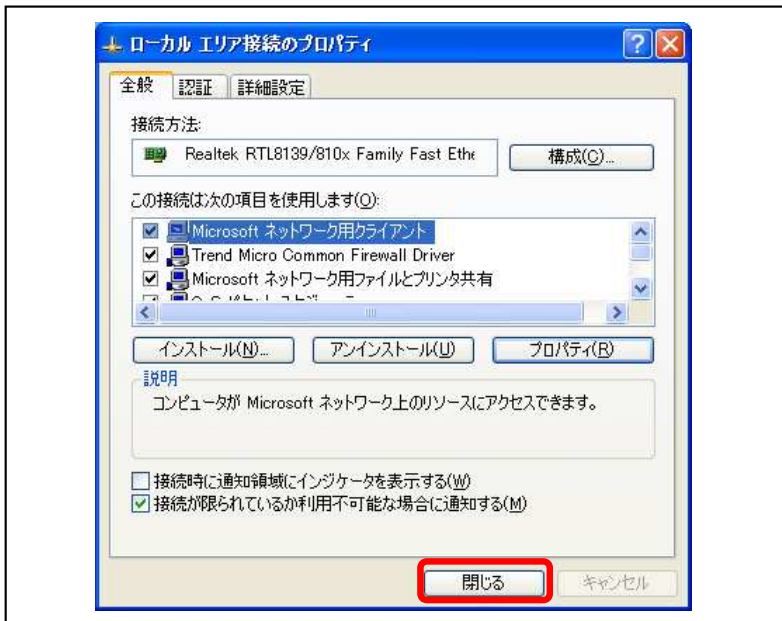 ローカル エリア接続のプロパティ
全般 認証 詳細設定
接続方法:
Realtek RTL8139/810x Family Fast Ethe
構成(C)...
この接続は次の項目を使用します(O):
Microsoft ネットワーク用クライアント
Trend Micro Common Firewall Driver
Microsoft ネットワーク用ファイルとプリンタ共有
インストール(N)... アンインストール(U) プロパティ(R)
説明
コンピュータが Microsoft ネットワーク上のリソースにアクセスできます。
接続時に通知領域にインジケータを表示する(W)
接続が限られているか利用不可能な場合に通知する(M)
閉じる キャンセル